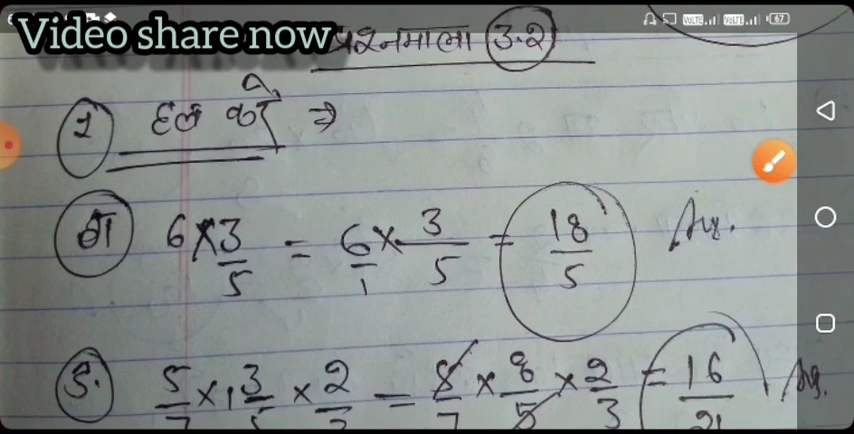 Video share now
प्रश्नमाला 3.2
1 हल करें ⇒
6 × 3/5 = 6/1 × 3/5 = 18/5 Ans.
5/7 × 1 3/5 × 2/3 = 5/7 × 8/5 × 2/3 = 16/21 Ans.